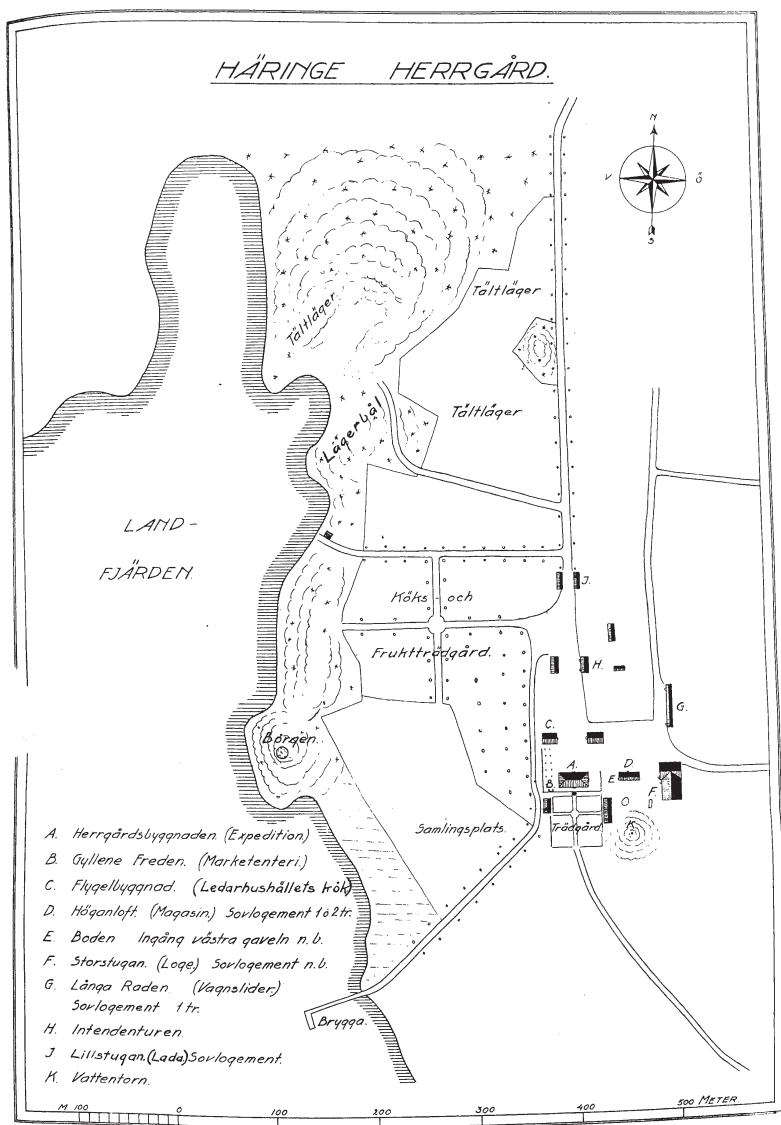 HÄRINGE HERRGÅRD.
N
V Ö
S
Tältläger
Tältläger
Lägerbål
Tältläger
LAND-
FJÄRDEN.
J.
Köks- och
Fruktträdgård.
H.
G.
C.
Borgen.
A. D.
E
F.
B
Samlingsplats.
Trädgård.
K
A. Herrgårdsbyggnaden. (Expedition)
B. Gyllene Freden. (Marketenteri.)
C. Flygelbyggnad. (Ledarhushållets kök)
D. Höganloft. (Magasin.) Sovlogement 1 ö 2 tr.
E. Boden Ingång västra gaveln n.b.
F. Storstugan. (Loge.) Sovlogement n.b.
G. Långa Raden. (Vagnslider.)
Sovlogement 1 tr.
H. Intendenturen.
J. Lillstugan. (Lada) Sovlogement.
K. Vattentorn.
Brygga.
M 100 0 100 200 300 400 500 METER.